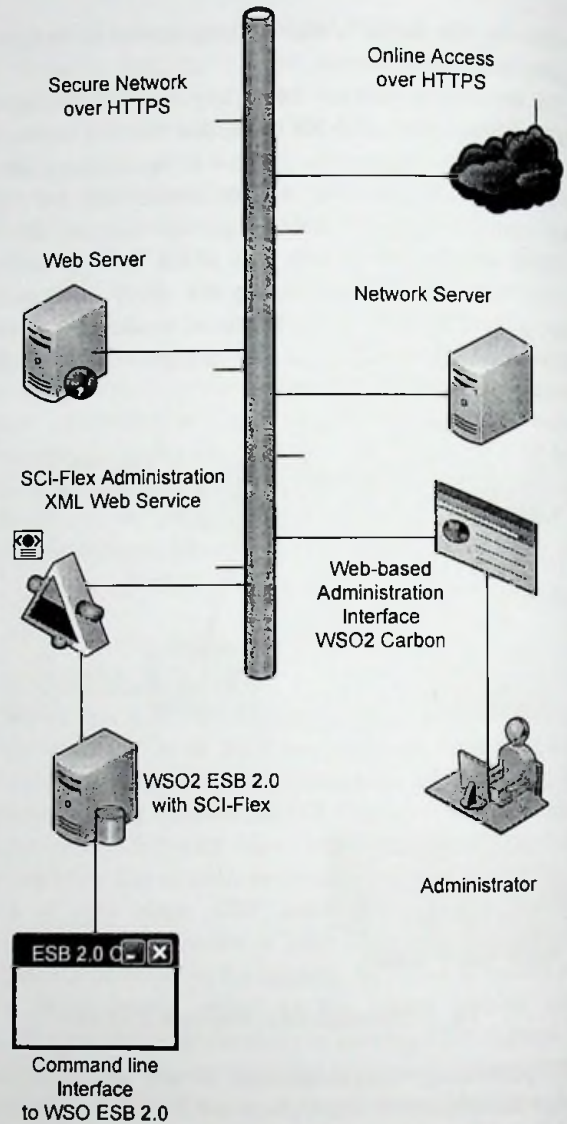 Secure Network
over HTTPS
Online Access
over HTTPS
Web Server
Network Server
SCI-Flex Administration
XML Web Service
Web-based
Administration
Interface
WSO2 Carbon
WSO2 ESB 2.0
with SCI-Flex
Administrator
ESB 2.0
Command line
Interface
to WSO ESB 2.0